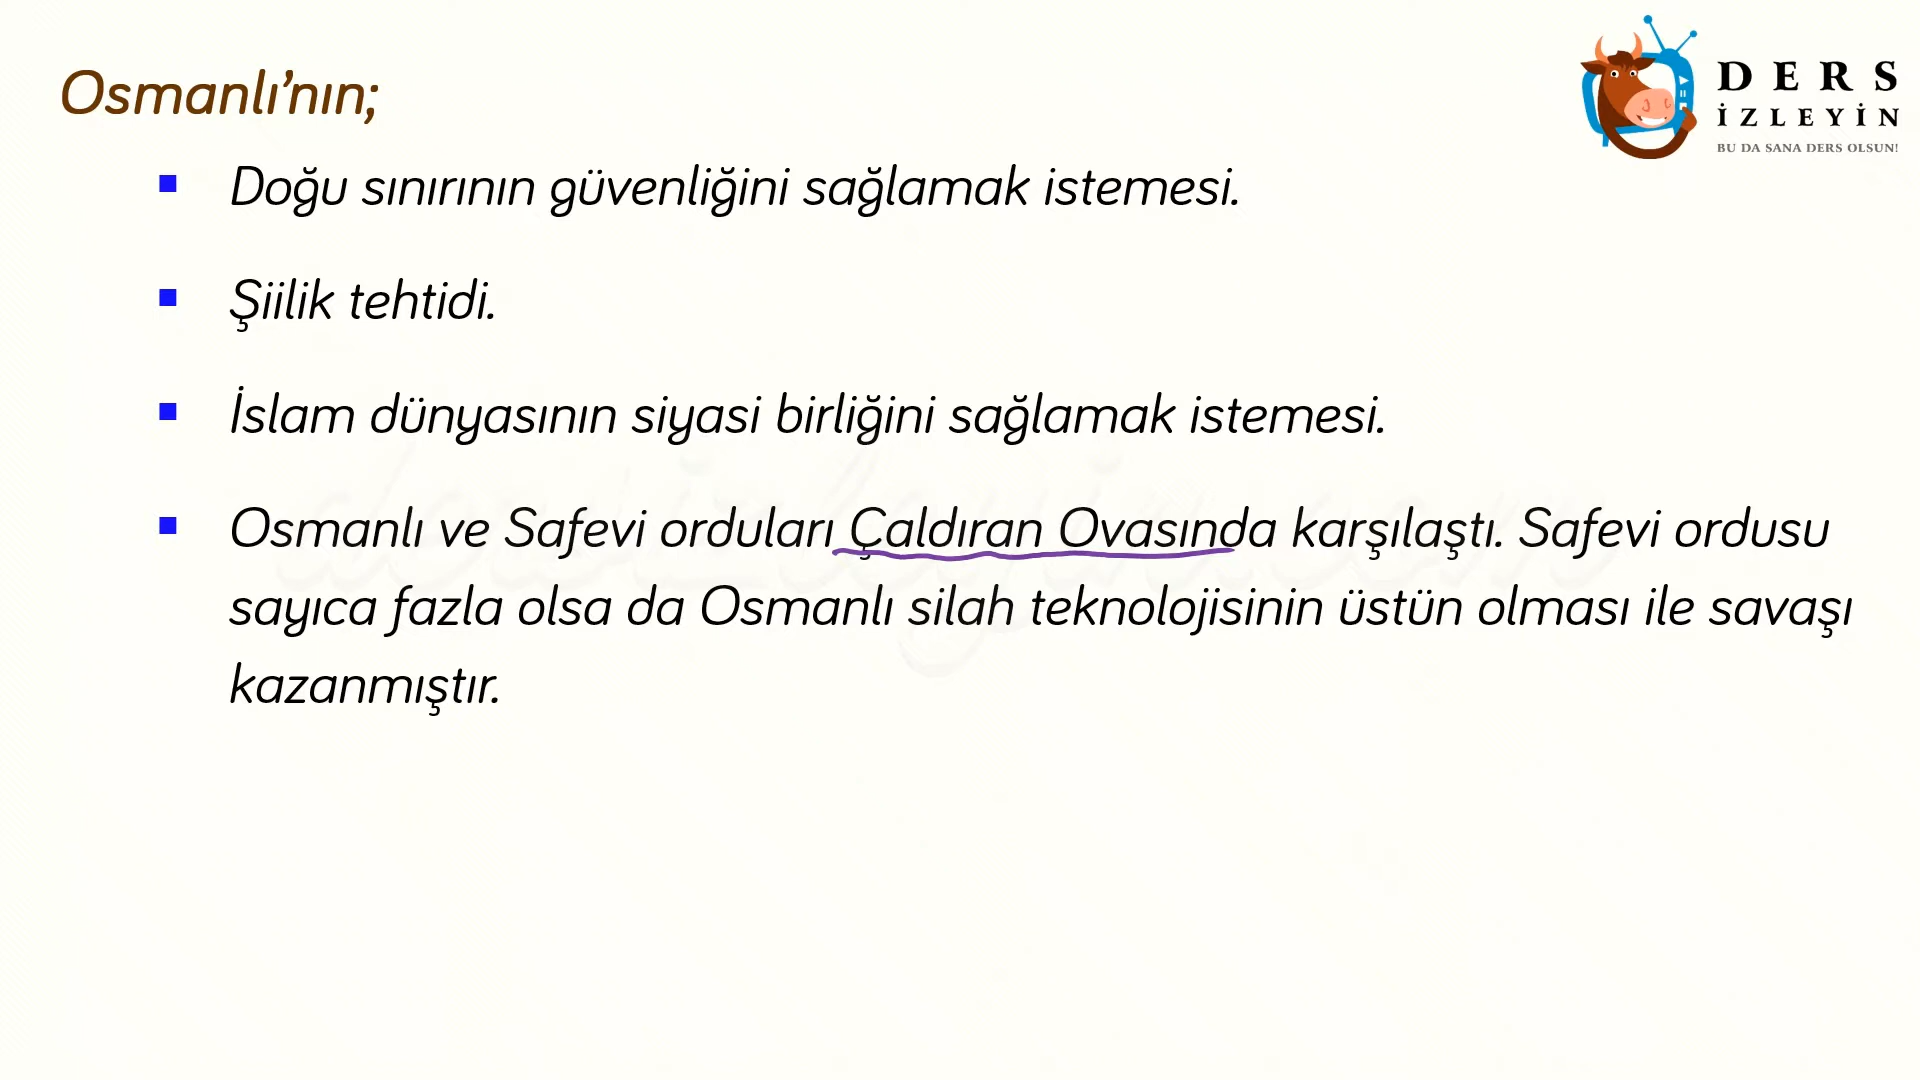 Osmanlı’nın;
DERS
İZLEYİN
BU DA SANA DERS OLSUN!
▪ Doğu sınırının güvenliğini sağlamak istemesi.
▪ Şiilik tehtidi.
▪ İslam dünyasının siyasi birliğini sağlamak istemesi.
▪ Osmanlı ve Safevi orduları Çaldıran Ovasında karşılaştı. Safevi ordusu
sayıca fazla olsa da Osmanlı silah teknolojisinin üstün olması ile savaşı
kazanmıştır.
dersizleyin.com